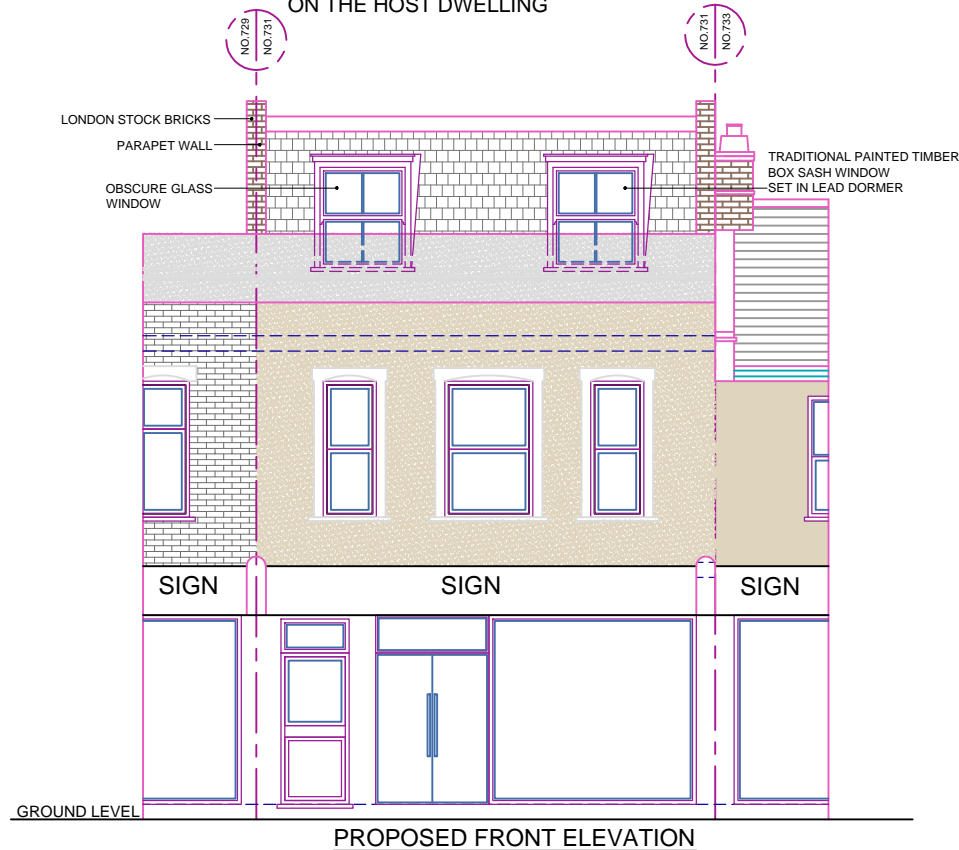 ON THE HOST DWELLING
NO.729
NO.731
NO.731
NO.733
LONDON STOCK BRICKS
PARAPET WALL
OBSCURE GLASS
WINDOW
TRADITIONAL PAINTED TIMBER
BOX SASH WINDOW
SET IN LEAD DORMER
SIGN
SIGN
SIGN
GROUND LEVEL
PROPOSED FRONT ELEVATION